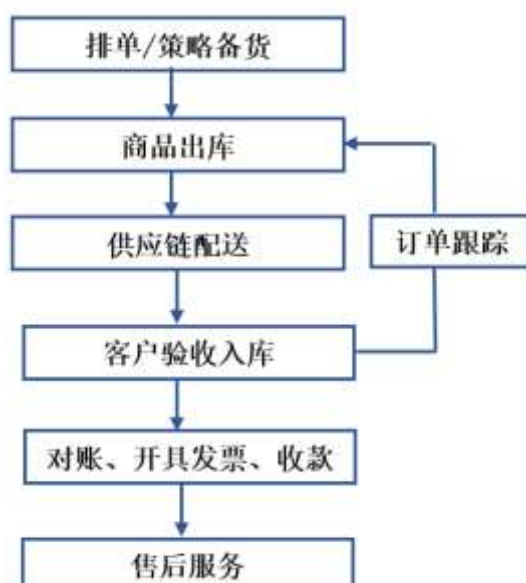 排单/策略备货
商品出库
供应链配送
订单跟踪
客户验收入库
对账、开具发票、收款
售后服务